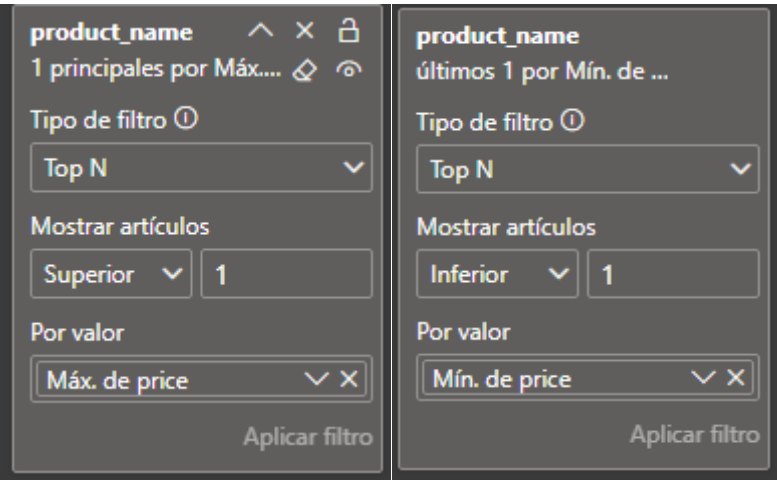 product_name
1 principales por Máx....
Tipo de filtro
Top N
Mostrar artículos
Superior 1
Por valor
Máx. de price
Aplicar filtro
product_name
últimos 1 por Mín. de ...
Tipo de filtro
Top N
Mostrar artículos
Inferior 1
Por valor
Mín. de price
Aplicar filtro